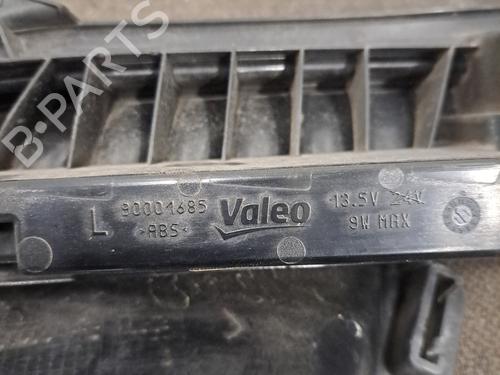 B-PARTS
L 90001685 Valeo 13.5V 24V
>ABS< 9W MAX